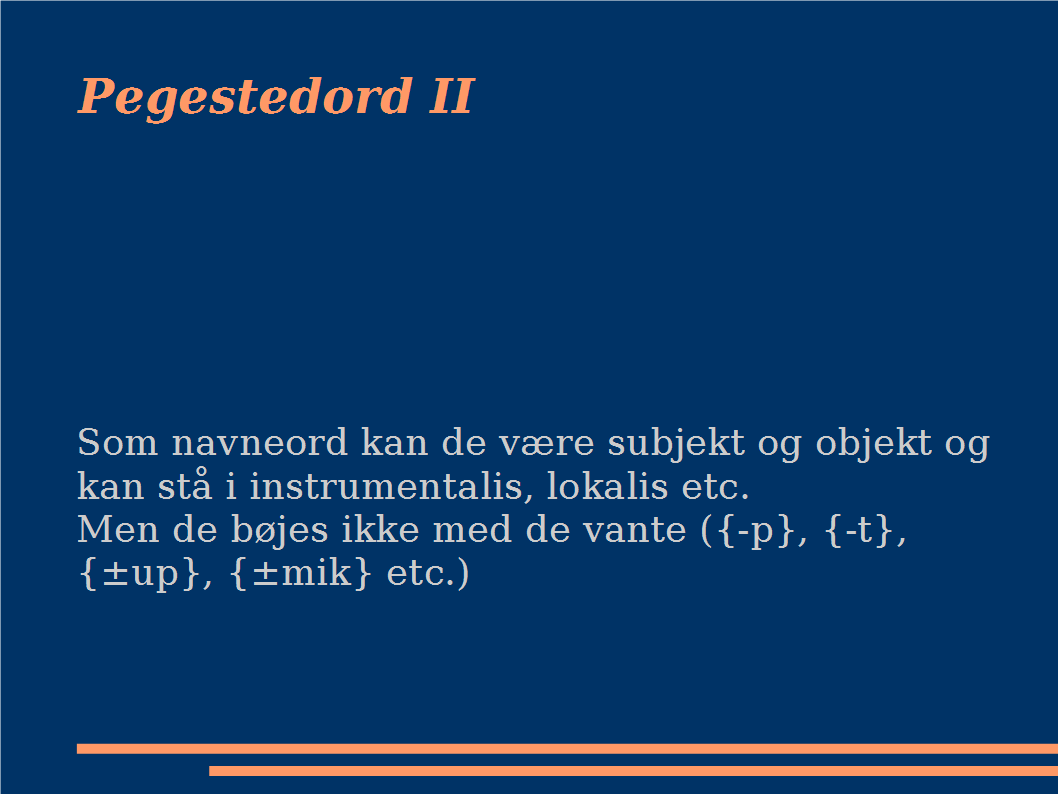 Pegestedord II
Som navneord kan de være subjekt og objekt og
kan stå i instrumentalis, lokalis etc.
Men de bøjes ikke med de vante ({-p}, {-t},
{±up}, {±mik} etc.)